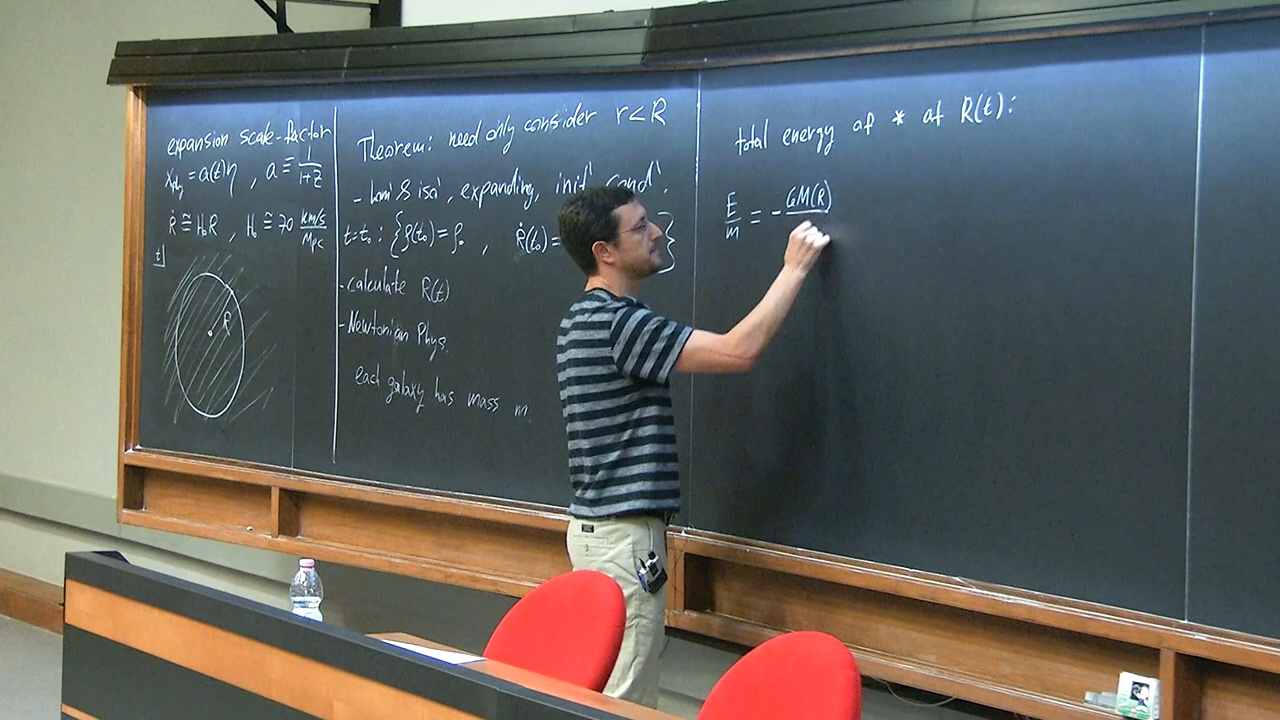 expansion scale-factor
x_phy = a(t)η , a ≡ 1/(1+z)
Ṙ ≅ H₀R , H₀ ≅ 70 km/s/Mpc
t
R
Theorem: need only consider r<R
- hom' & iso', expanding, init' cond'.
t=t₀: {ρ(t₀)=ρ₀ , Ṙ(t₀)= }
- calculate R(t)
- Newtonian Phys.
each galaxy has mass m.
total energy of * at R(t):
E/m = - GM(R)